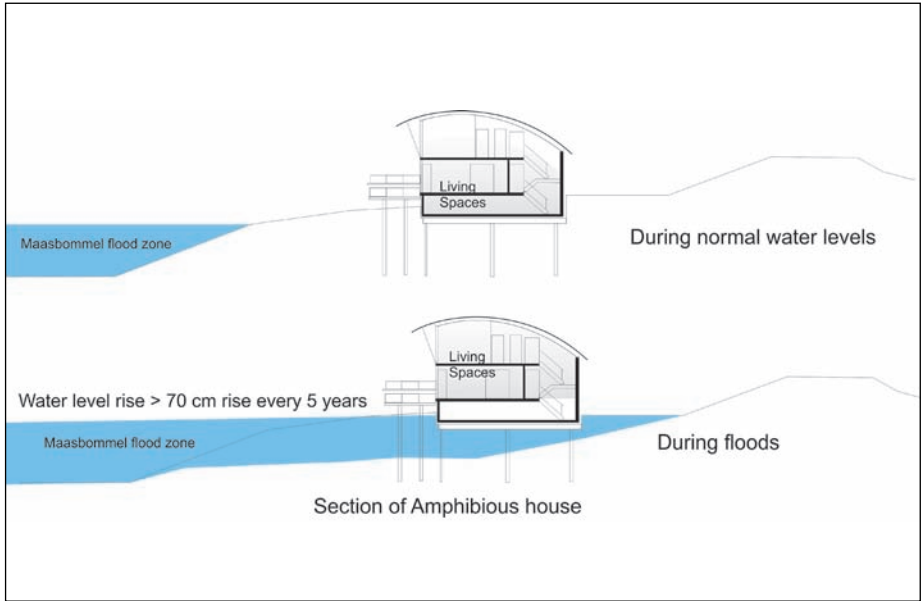 Living
Spaces
Maasbommel flood zone
During normal water levels
Living
Spaces
Water level rise > 70 cm rise every 5 years
Maasbommel flood zone
During floods
Section of Amphibious house